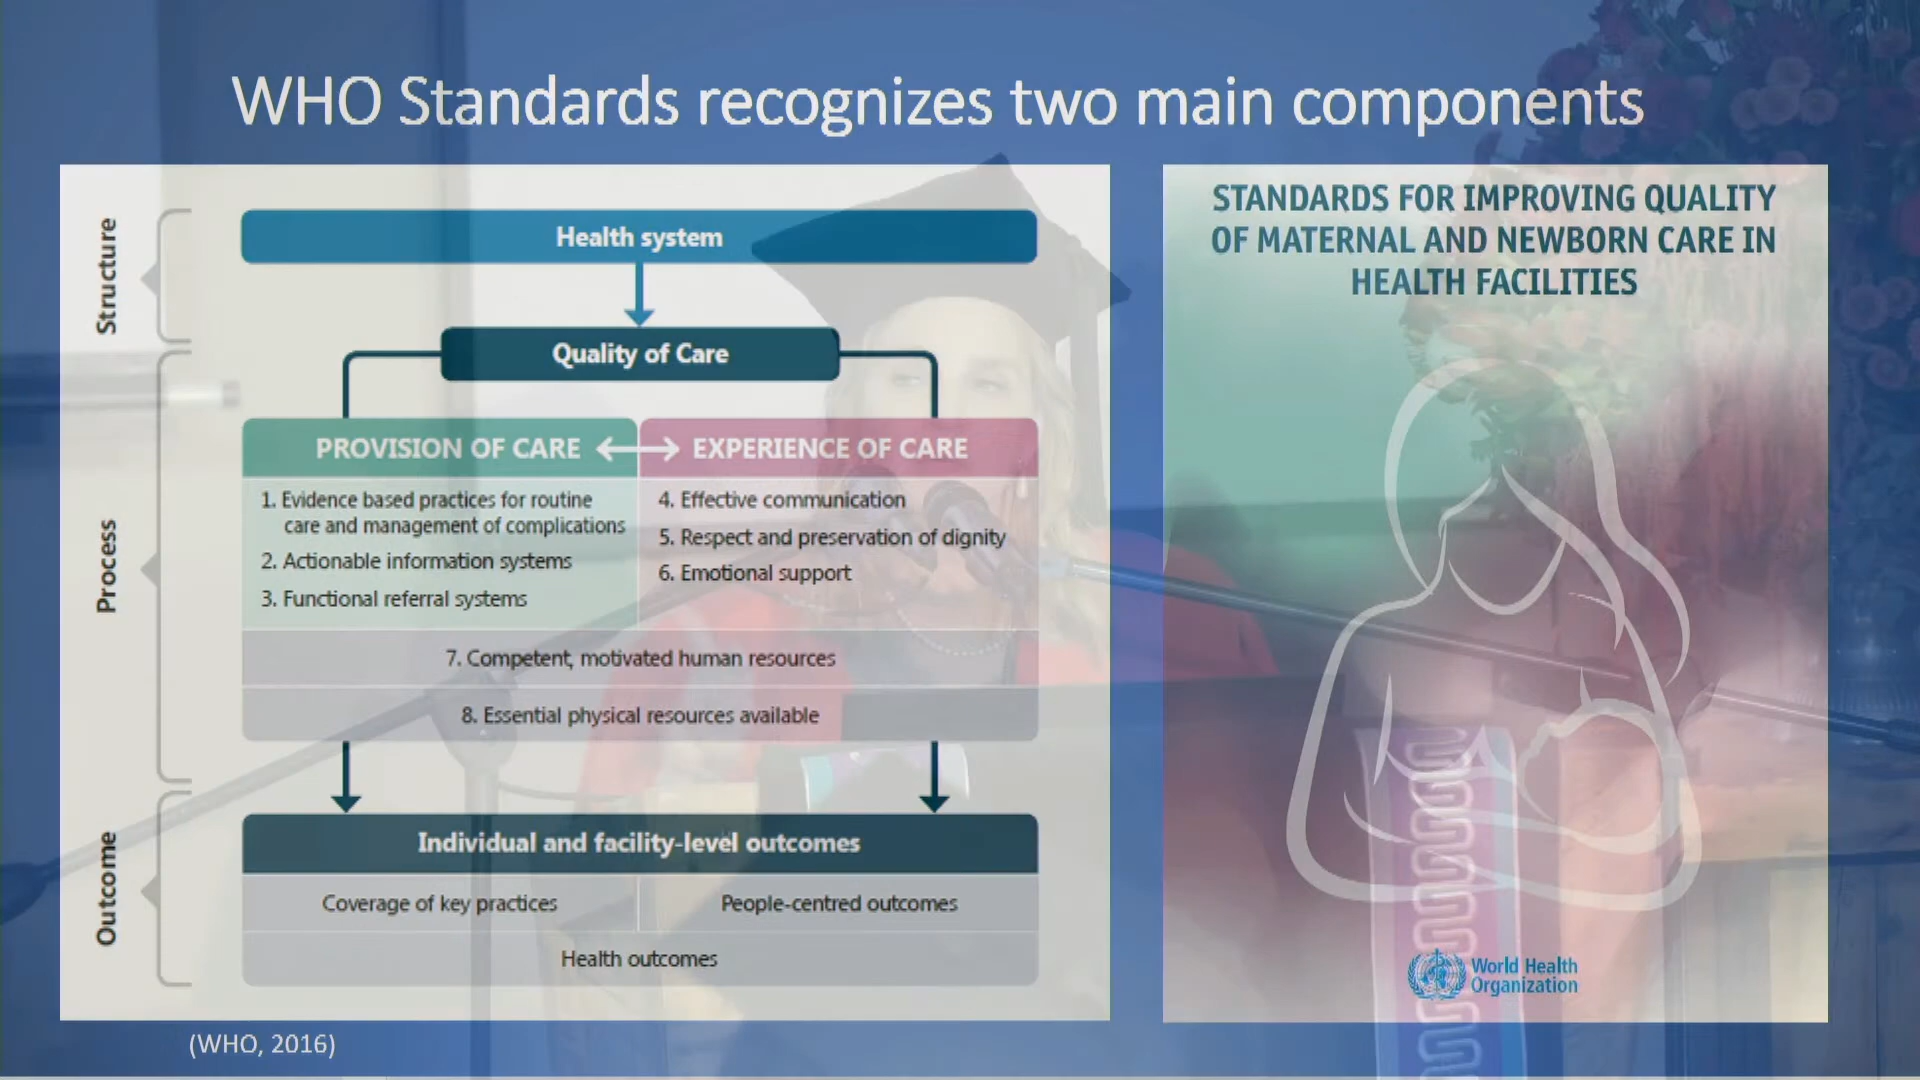 WHO Standards recognizes two main components
Structure
Health system
Quality of Care
Process
PROVISION OF CARE
EXPERIENCE OF CARE
1. Evidence based practices for routine
care and management of complications
2. Actionable information systems
3. Functional referral systems
4. Effective communication
5. Respect and preservation of dignity
6. Emotional support
7. Competent, motivated human resources
8. Essential physical resources available
Outcome
Individual and facility-level outcomes
Coverage of key practices
People-centred outcomes
Health outcomes
(WHO, 2016)
STANDARDS FOR IMPROVING QUALITY
OF MATERNAL AND NEWBORN CARE IN
HEALTH FACILITIES
World Health
Organization